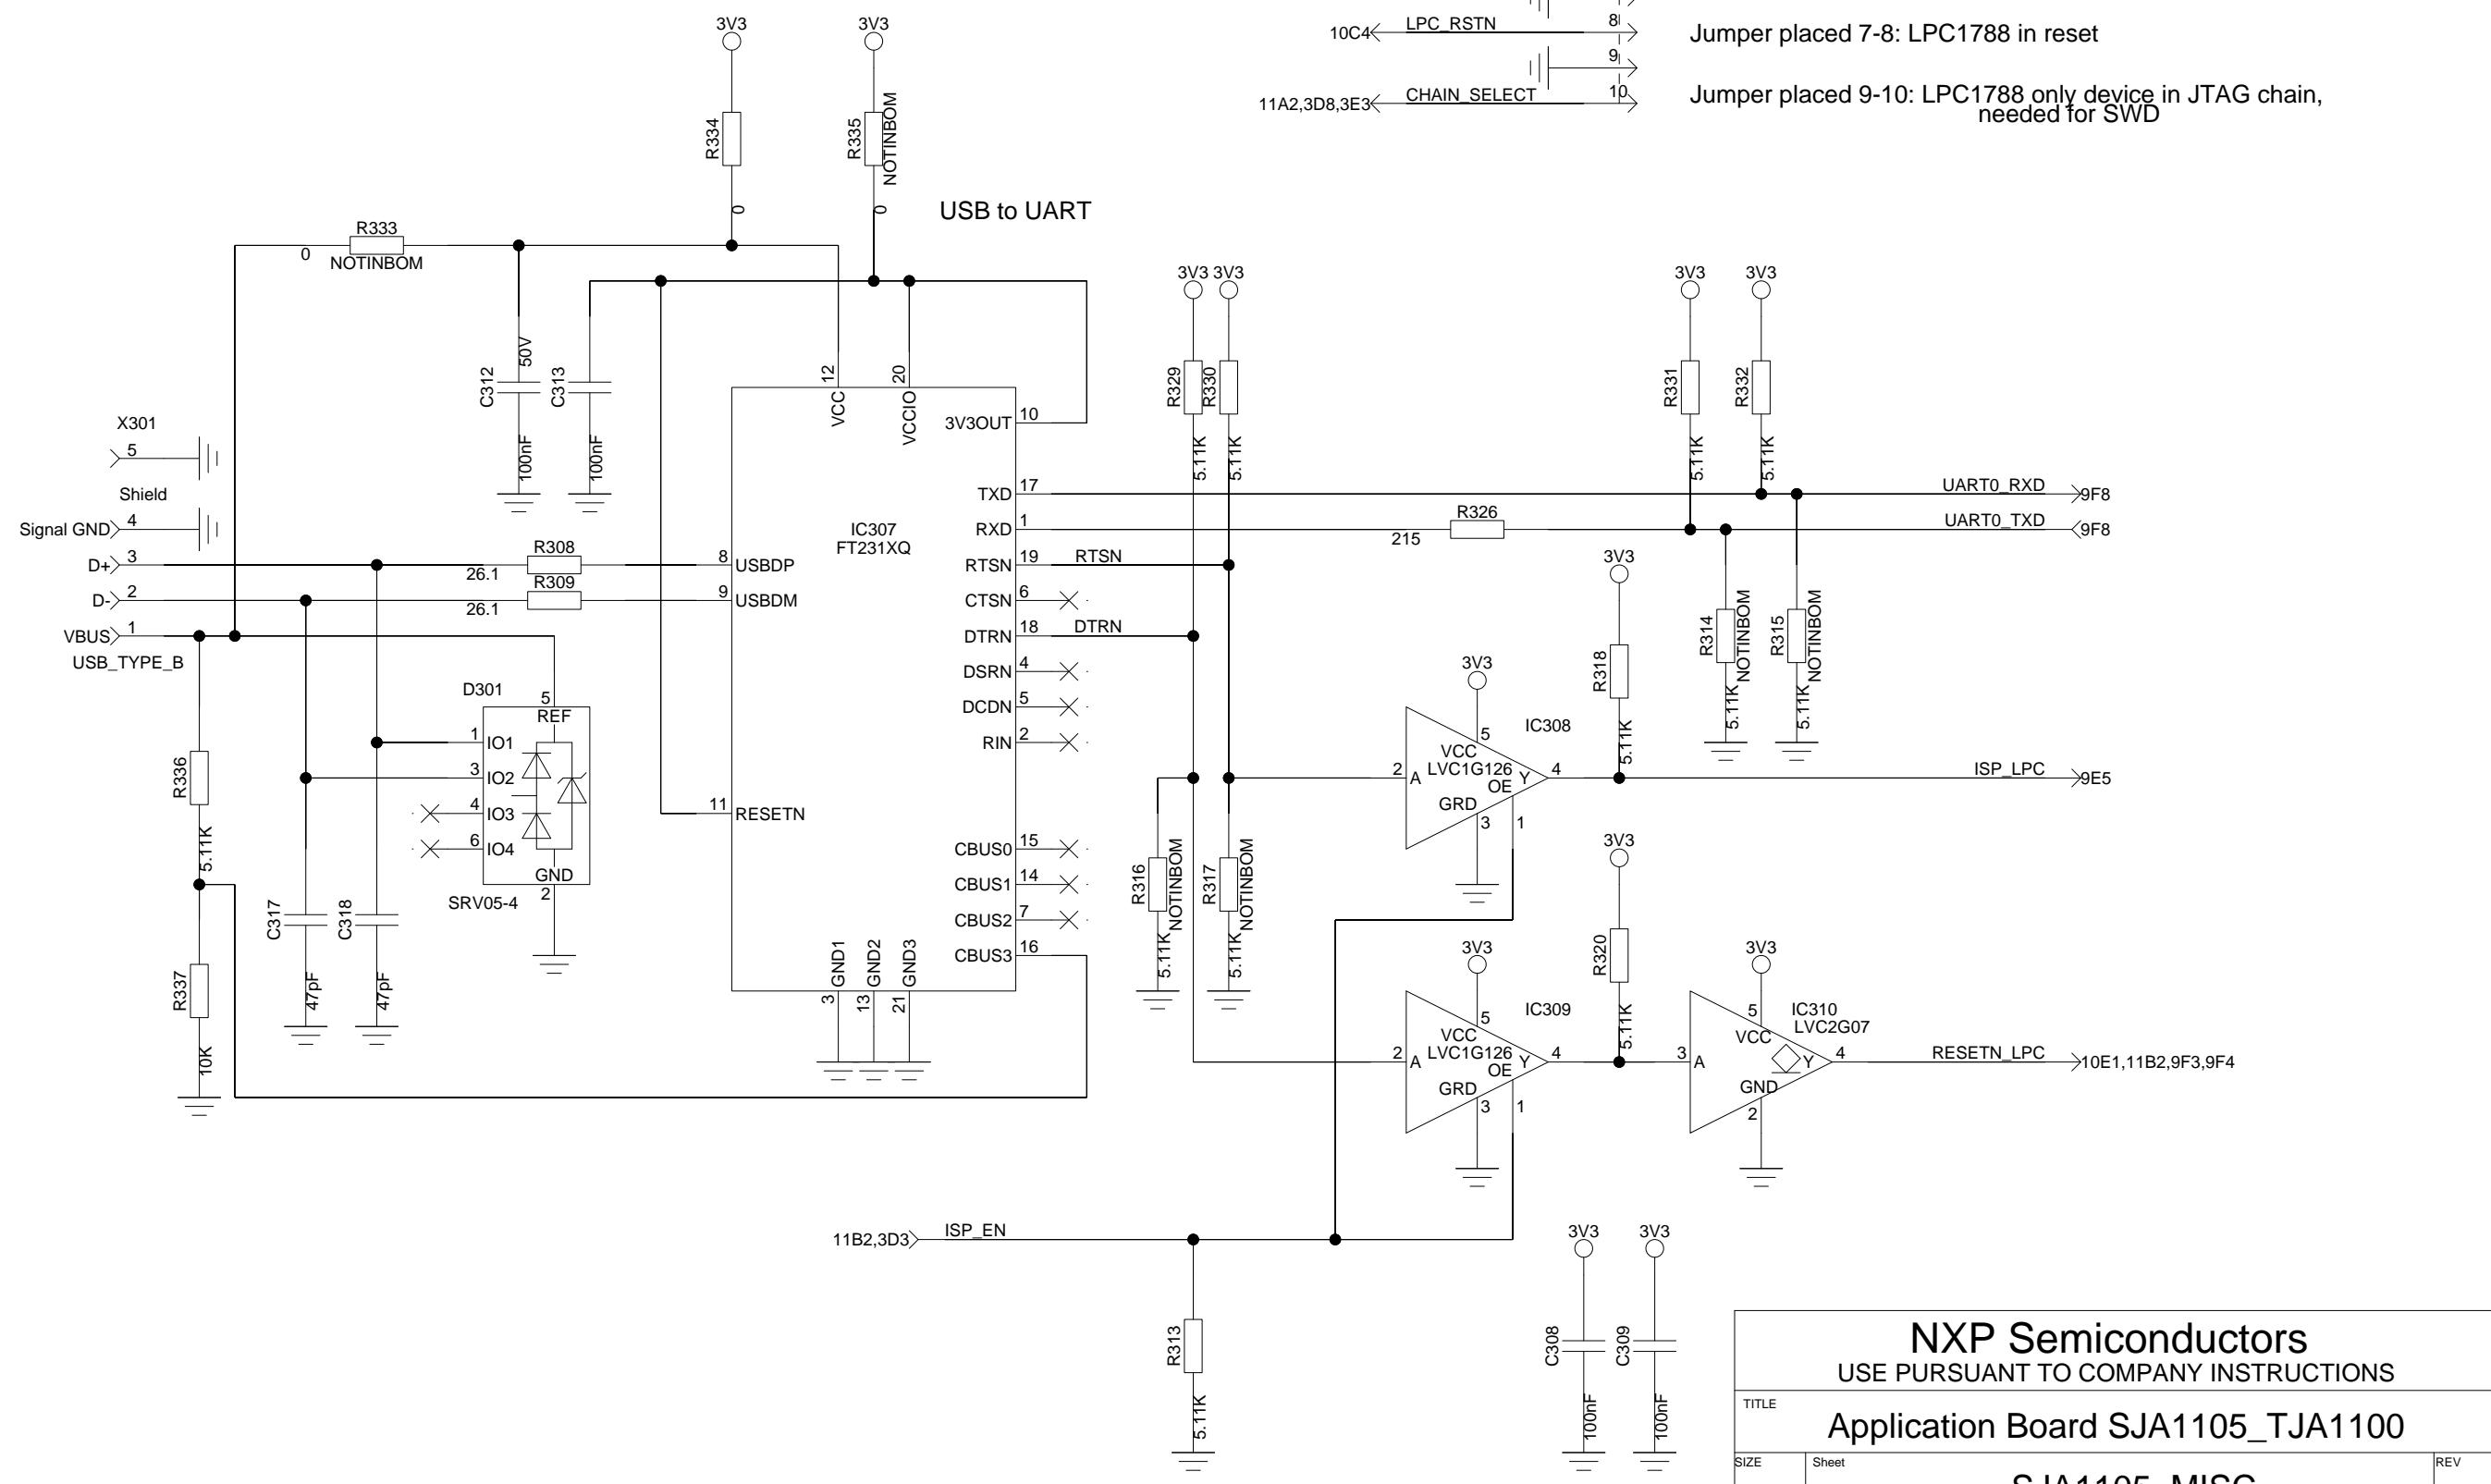 8
10C4 LPC_RSTN
Jumper placed 7-8: LPC1788 in reset
9
10
11A2,3D8,3E3 CHAIN_SELECT
Jumper placed 9-10: LPC1788 only device in JTAG chain,
needed for SWD
3V3
3V3
R334
0
R335
NOTINBOM
0
USB to UART
R333
0
NOTINBOM
C312
50V
100nF
C313
100nF
3V3 3V3
R329
5.11K
R330
5.11K
3V3
3V3
R331
5.11K
R332
5.11K
X301
5
Shield
Signal GND 4
D+ 3
D- 2
VBUS 1
USB_TYPE_B
R308
26.1
R309
26.1
IC307
FT231XQ
12
VCC
20
VCCIO
3V3OUT 10
TXD 17
RXD 1
RTSN 19 RTSN
CTSN 6
DTRN 18 DTRN
DSRN 4
DCDN 5
RIN 2
8 USBDP
9 USBDM
11 RESETN
CBUS0 15
CBUS1 14
CBUS2 7
CBUS3 16
3 GND1
13 GND2
21 GND3
UART0_RXD 9F8
R326
215
UART0_TXD 9F8
D301
5
REF
1 IO1
3 IO2
4 IO3
6 IO4
GND
2
SRV05-4
R336
5.11K
R337
10K
C317
47pF
C318
47pF
R314
NOTINBOM
5.11K
R315
NOTINBOM
5.11K
3V3
R318
5.11K
3V3
5
IC308
VCC
2 A LVC1G126 Y 4
OE
GRD
3 1
ISP_LPC 9E5
R316
NOTINBOM
5.11K
R317
NOTINBOM
5.11K
3V3
R320
5.11K
3V3
5
IC309
VCC
2 A LVC1G126 Y 4
OE
GRD
3 1
3V3
5
IC310
LVC2G07
VCC
3 A Y 4
GND
2
RESETN_LPC 10E1,11B2,9F3,9F4
11B2,3D3 ISP_EN
R313
5.11K
3V3
3V3
C308
100nF
C309
100nF
NXP Semiconductors
USE PURSUANT TO COMPANY INSTRUCTIONS
TITLE
Application Board SJA1105_TJA1100
SIZE Sheet REV
SJA1105_MISC